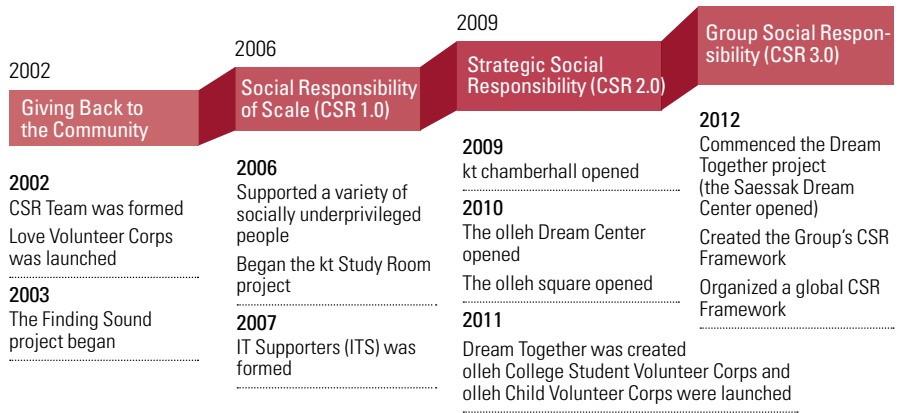 2002
Giving Back to
the Community
2002
CSR Team was formed
Love Volunteer Corps
was launched
2003
The Finding Sound
project began
2006
Social Responsibility
of Scale (CSR 1.0)
2006
Supported a variety of
socially underprivileged
people
Began the kt Study Room
project
2007
IT Supporters (ITS) was
formed
2009
Strategic Social
Responsibility (CSR 2.0)
2009
kt chamberhall opened
2010
The olleh Dream Center
opened
The olleh square opened
2011
Dream Together was created
olleh College Student Volunteer Corps and
olleh Child Volunteer Corps were launched
Group Social Respon-
sibility (CSR 3.0)
2012
Commenced the Dream
Together project
(the Saessak Dream
Center opened)
Created the Group's CSR
Framework
Organized a global CSR
Framework